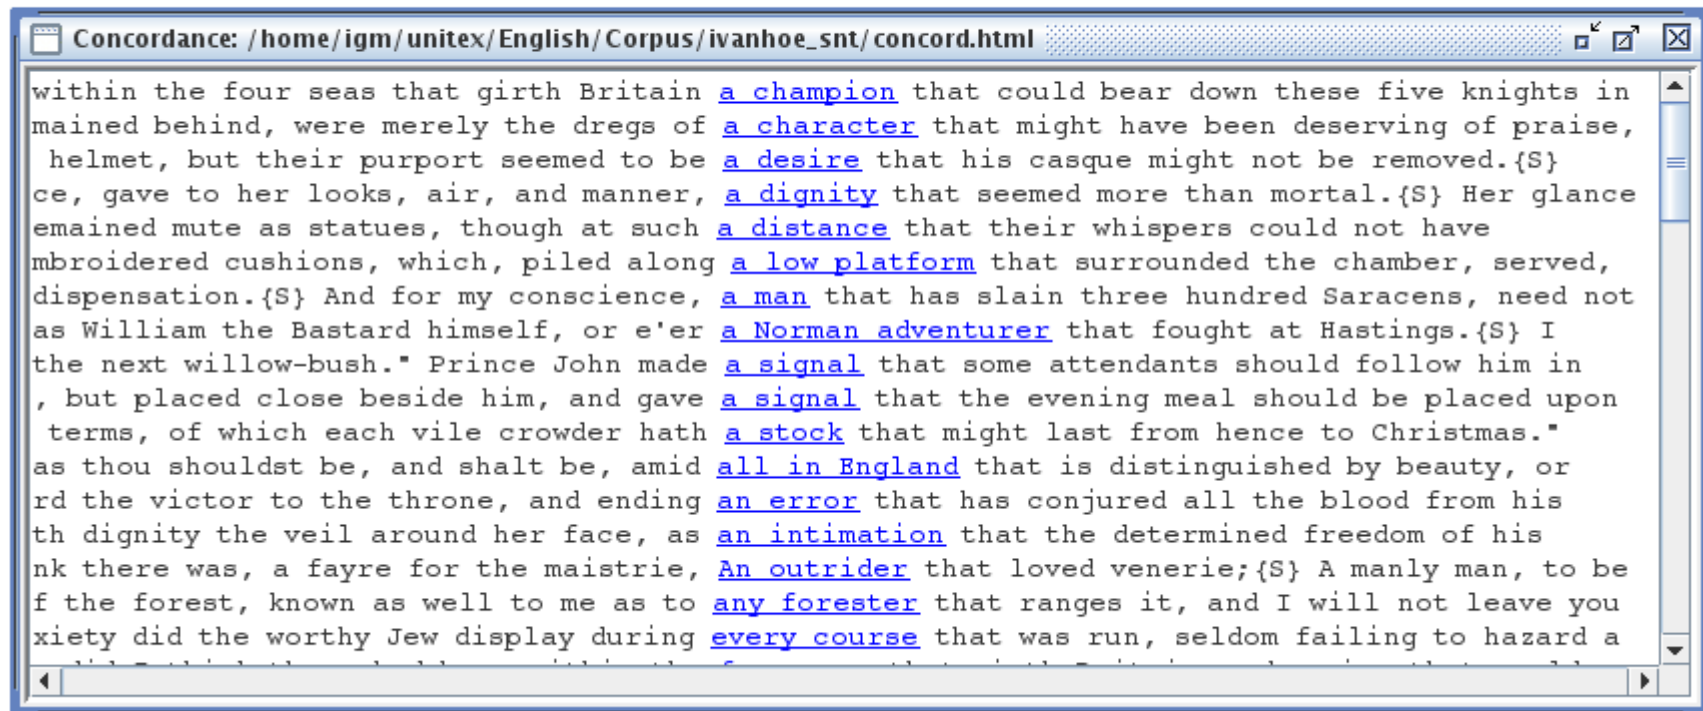 Concordance: /home/igm/unitex/English/Corpus/ivanhoe_snt/concord.html
within the four seas that girth Britain a champion that could bear down these five knights in
mained behind, were merely the dregs of a character that might have been deserving of praise,
helmet, but their purport seemed to be a desire that his casque might not be removed.{S}
ce, gave to her looks, air, and manner, a dignity that seemed more than mortal.{S} Her glance
emained mute as statues, though at such a distance that their whispers could not have
mbroidered cushions, which, piled along a low platform that surrounded the chamber, served,
dispensation.{S} And for my conscience, a man that has slain three hundred Saracens, need not
as William the Bastard himself, or e'er a Norman adventurer that fought at Hastings.{S} I
the next willow-bush." Prince John made a signal that some attendants should follow him in
, but placed close beside him, and gave a signal that the evening meal should be placed upon
terms, of which each vile crowder hath a stock that might last from hence to Christmas."
as thou shouldst be, and shalt be, amid all in England that is distinguished by beauty, or
rd the victor to the throne, and ending an error that has conjured all the blood from his
th dignity the veil around her face, as an intimation that the determined freedom of his
nk there was, a fayre for the maistrie, An outrider that loved venerie;{S} A manly man, to be
f the forest, known as well to me as to any forester that ranges it, and I will not leave you
xiety did the worthy Jew display during every course that was run, seldom failing to hazard a